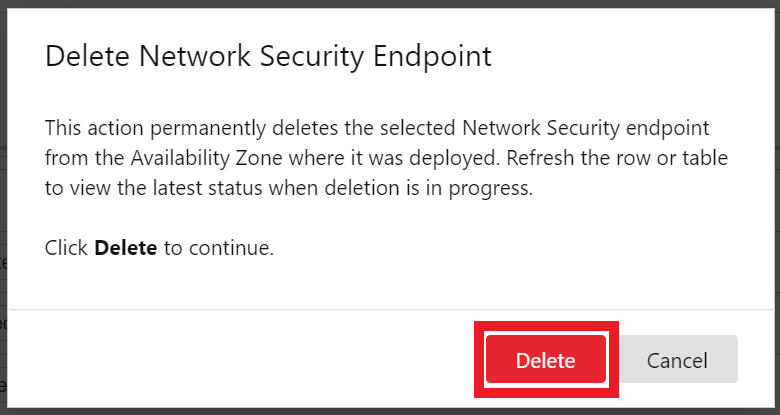 Delete Network Security Endpoint
This action permanently deletes the selected Network Security endpoint
from the Availability Zone where it was deployed. Refresh the row or table
to view the latest status when deletion is in progress.
Click Delete to continue.
Delete
Cancel